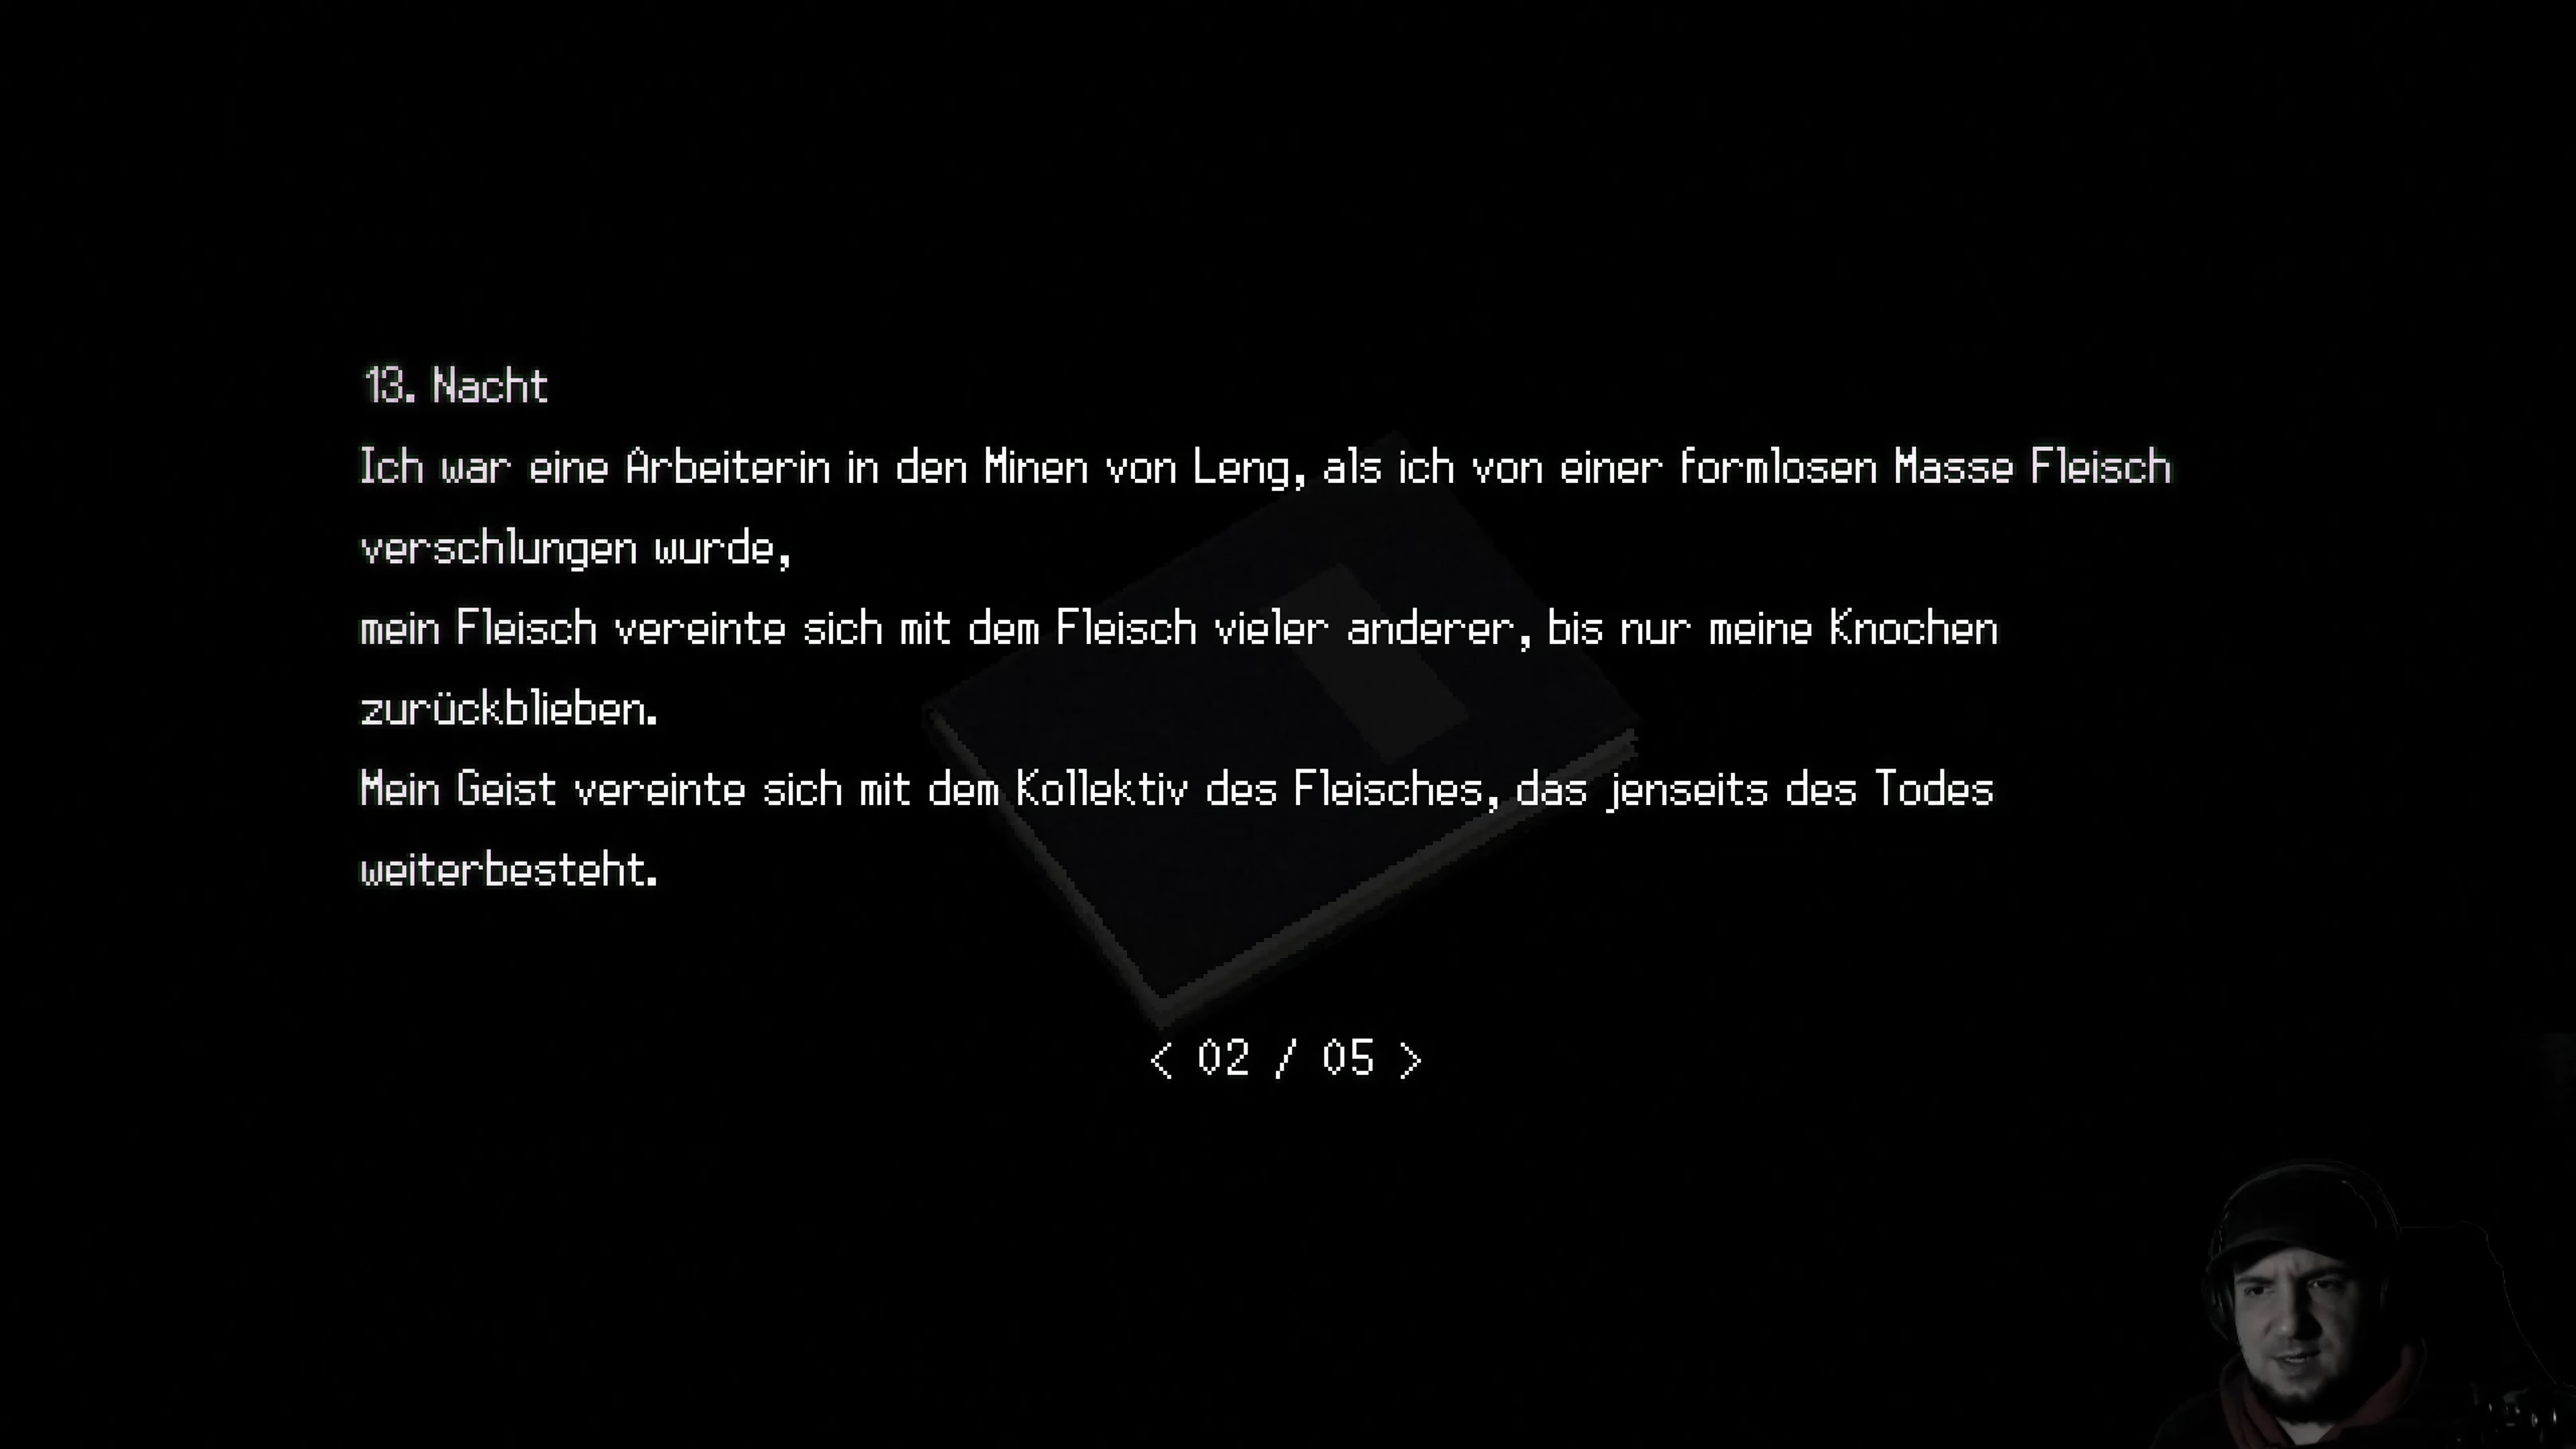 13. Nacht
Ich war eine Arbeiterin in den Minen von Leng, als ich von einer formlosen Masse Fleisch
verschlungen wurde,
mein Fleisch vereinte sich mit dem Fleisch vieler anderer, bis nur meine Knochen
zurückblieben.
Mein Geist vereinte sich mit dem Kollektiv des Fleisches, das jenseits des Todes
weiterbesteht.
< 02 / 05 >